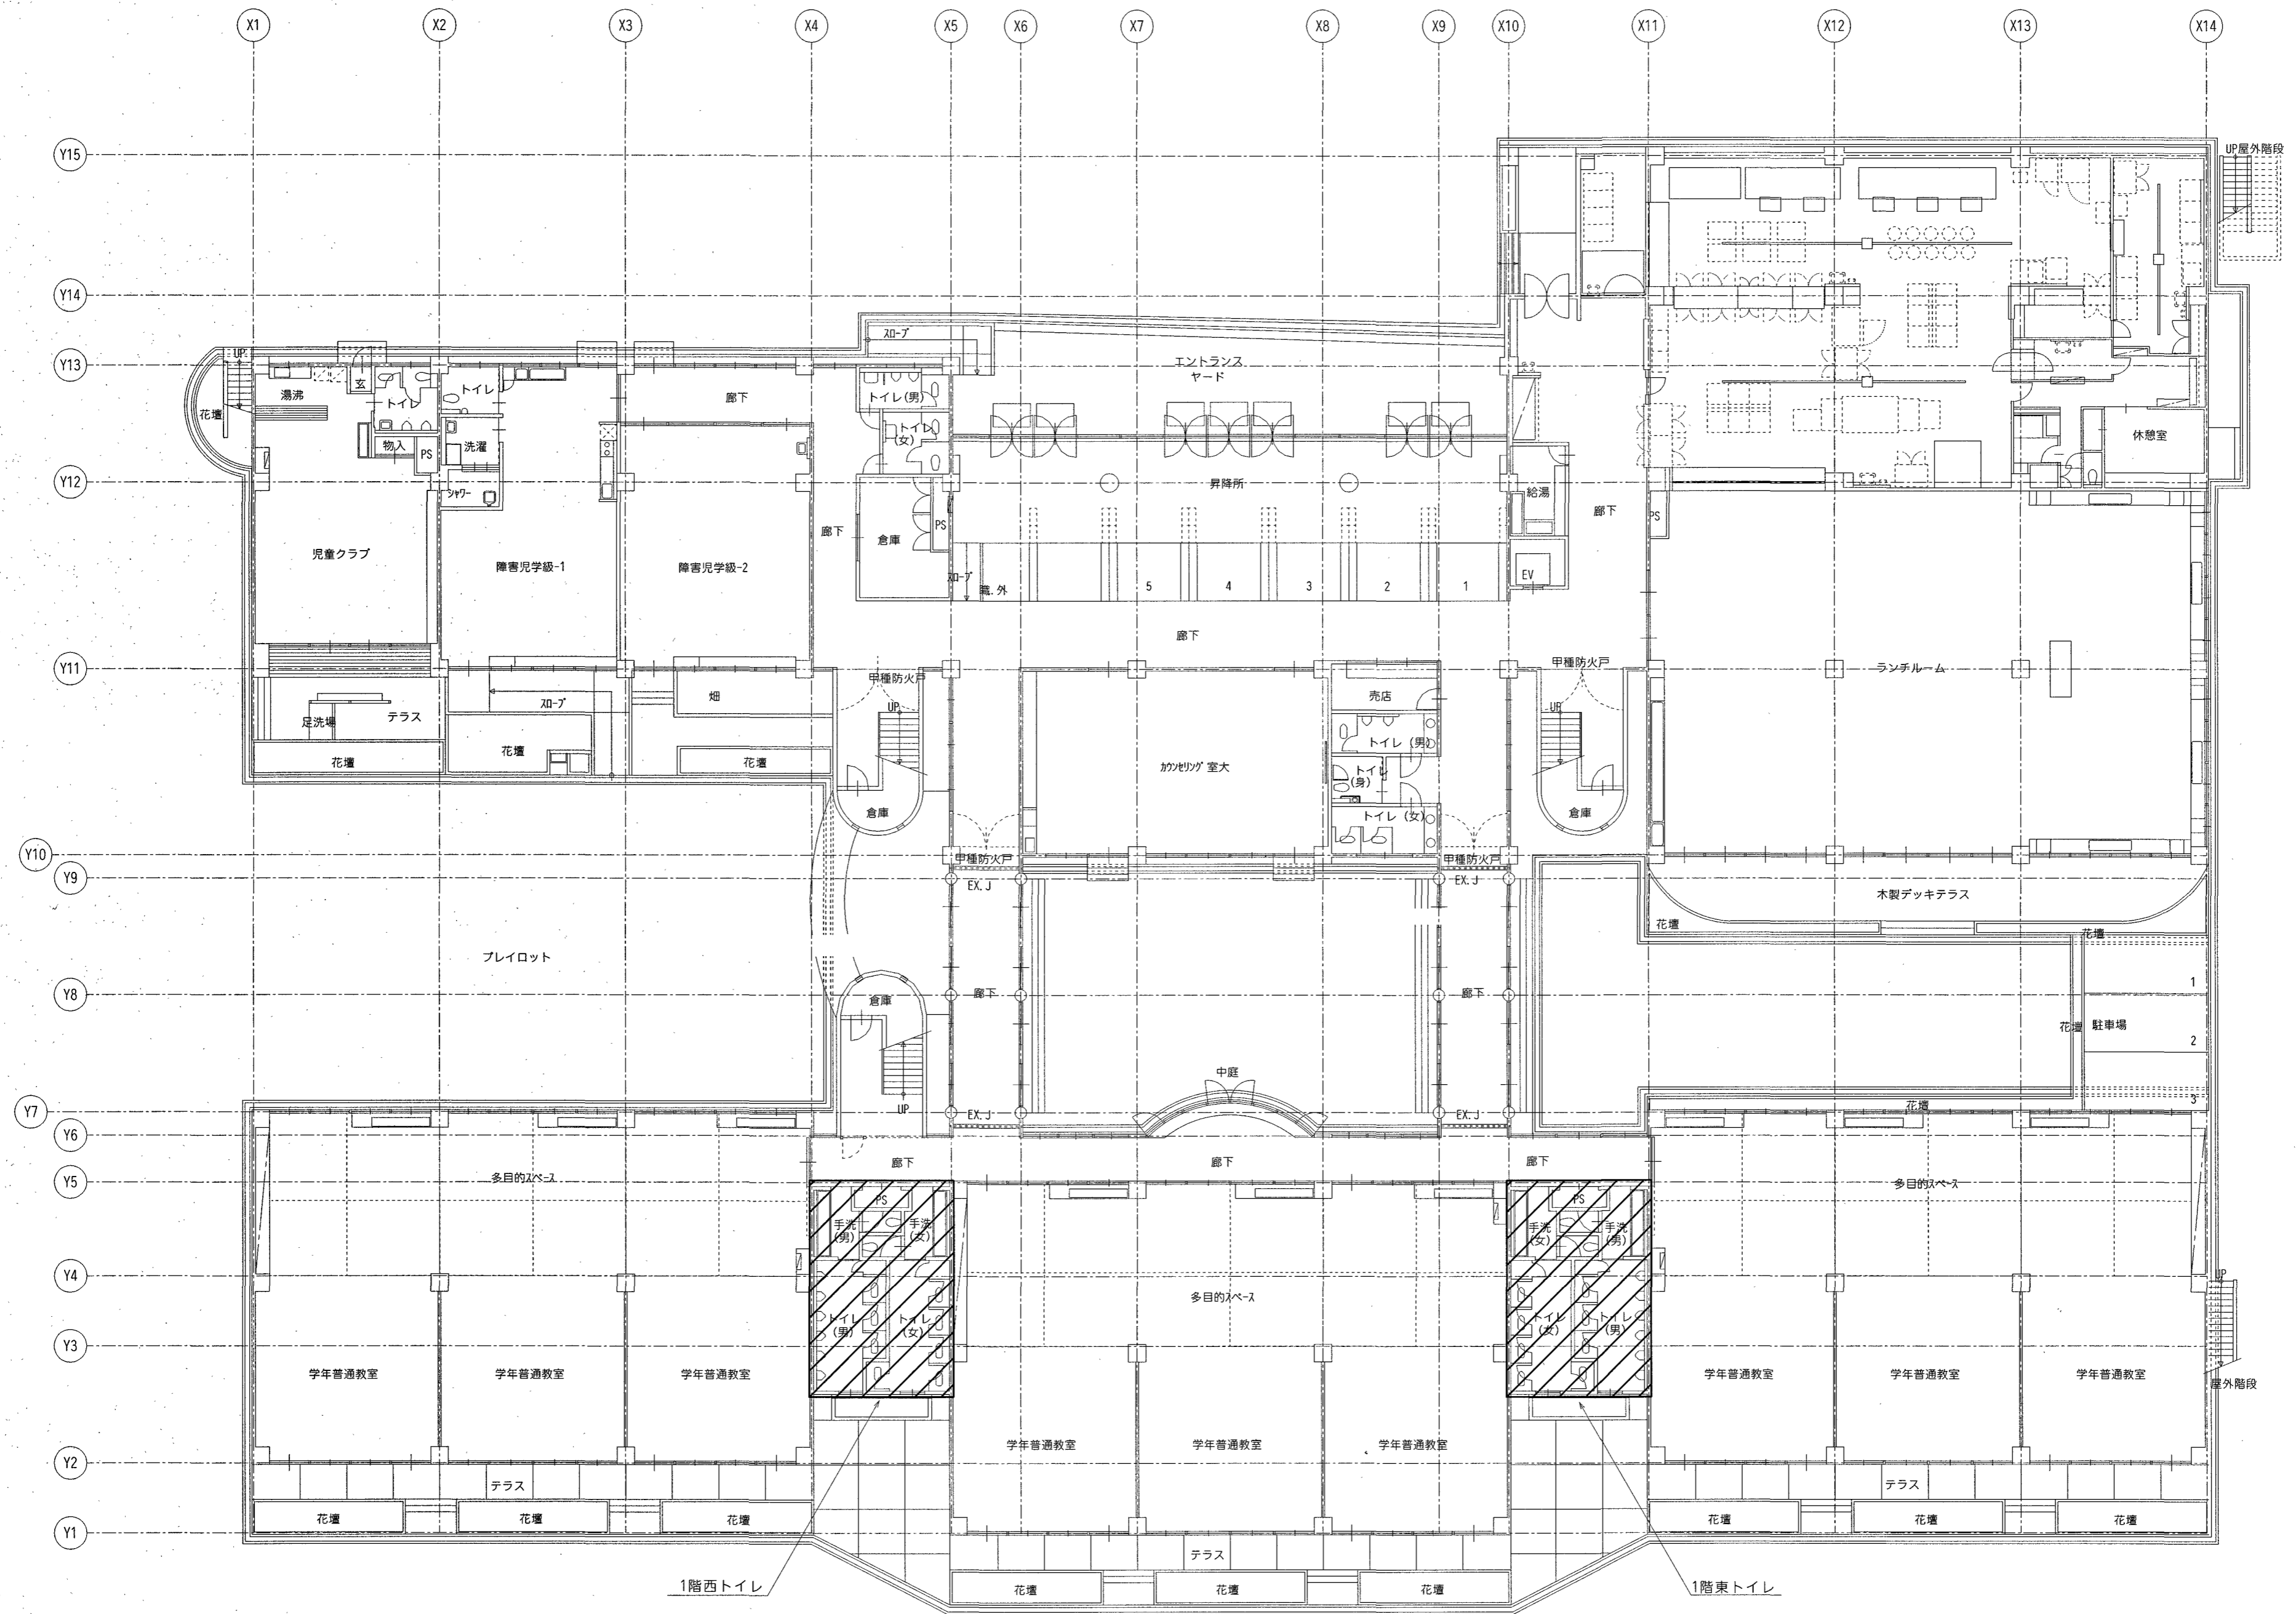 X1 X2 X3 X4 X5 X6 X7 X8 X9 X10 X11 X12 X13 X14
Y15
UP屋外階段
Y14
スロープ
Y13
UP
エントランス
ヤード
玄
湯沸
トイレ
トイレ
廊下
トイレ(男)
花壇
トイレ
(女)
物入
PS
洗濯
休憩室
Y12
シャワー
昇降所
給湯
廊下
PS
PS
倉庫
廊下
児童クラブ
障害児学級-1
障害児学級-2
EV
スロープ
職.外
5
4
3
2
1
廊下
Y11
甲種防火戸
甲種防火戸
ランチルーム
畑
売店
スロープ
UP
UP
足洗場
テラス
トイレ(男)
花壇
花壇
花壇
カウンセリング室大
トイレ
(身)
倉庫
トイレ(女)
倉庫
Y10
甲種防火戸
甲種防火戸
Y9
EX.J
EX.J
木製デッキテラス
花壇
花壇
プレイロット
1
Y8
倉庫
廊下
廊下
花壇
駐車場
2
中庭
3
Y7
UP
EX.J
EX.J
花壇
Y6
廊下
廊下
廊下
Y5
多目的スペース
多目的スペース
PS
PS
手洗
(男)
手洗
(女)
手洗
(女)
手洗
(男)
Y4
UP
多目的スペース
トイレ
(男)
トイレ
(女)
トイレ
(女)
トイレ
(男)
Y3
学年普通教室
学年普通教室
学年普通教室
学年普通教室
学年普通教室
学年普通教室
屋外階段
学年普通教室
学年普通教室
学年普通教室
Y2
テラス
テラス
花壇
花壇
花壇
花壇
花壇
花壇
Y1
テラス
1階西トイレ
花壇
花壇
花壇
1階東トイレ